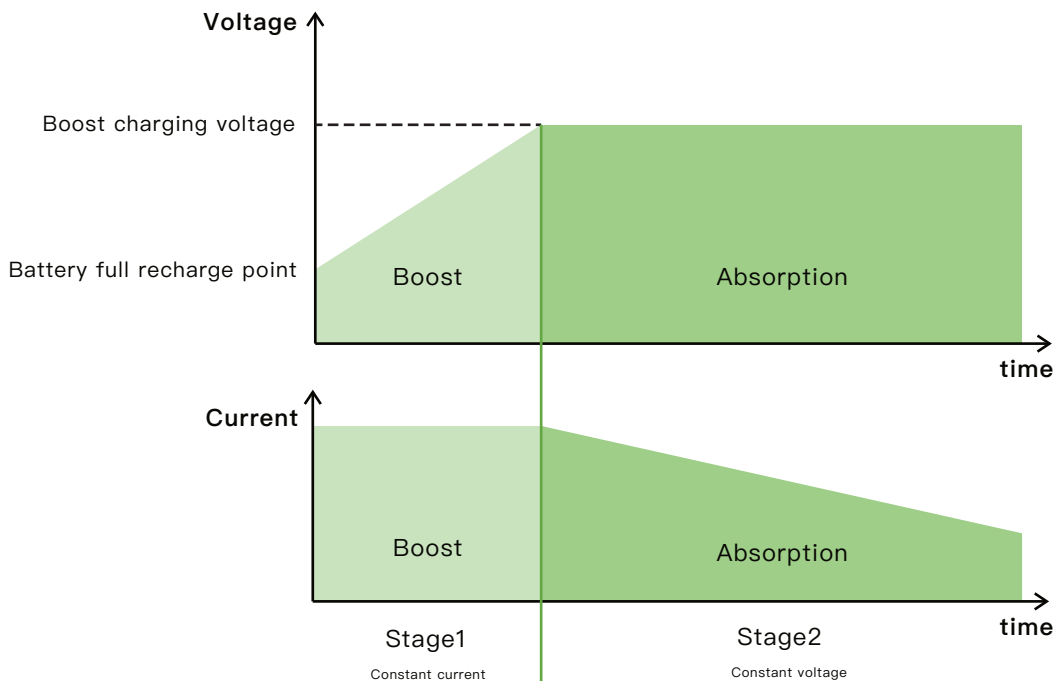 Voltage
Boost charging voltage
Battery full recharge point
Boost
Absorption
time
Current
Boost
Absorption
time
Stage1
Stage2
Constant current
Constant voltage